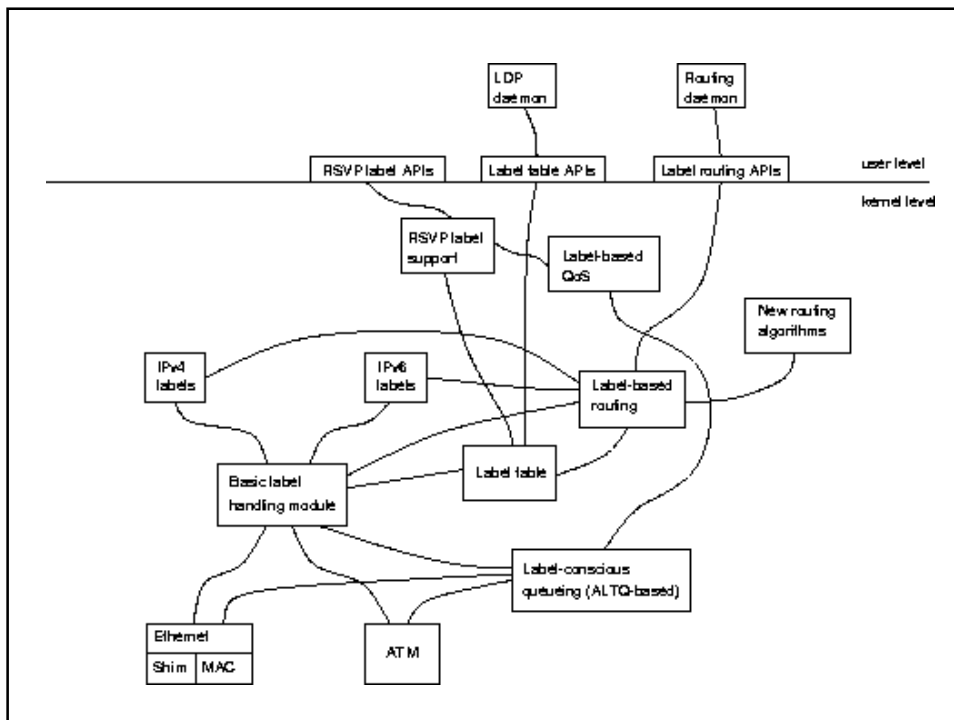 LDP
daemon
Routing
daemon
RSVP label APIs
Label table APIs
Label routing APIs
user level
kernel level
RSVP label
support
Label-based
QoS
New routing
algorithms
IPv4
labels
IPv6
labels
Label-based
routing
Label table
Basic label
handling module
Label-conscious
queueing (ALTQ-based)
Ethernet
Shim
MAC
ATM